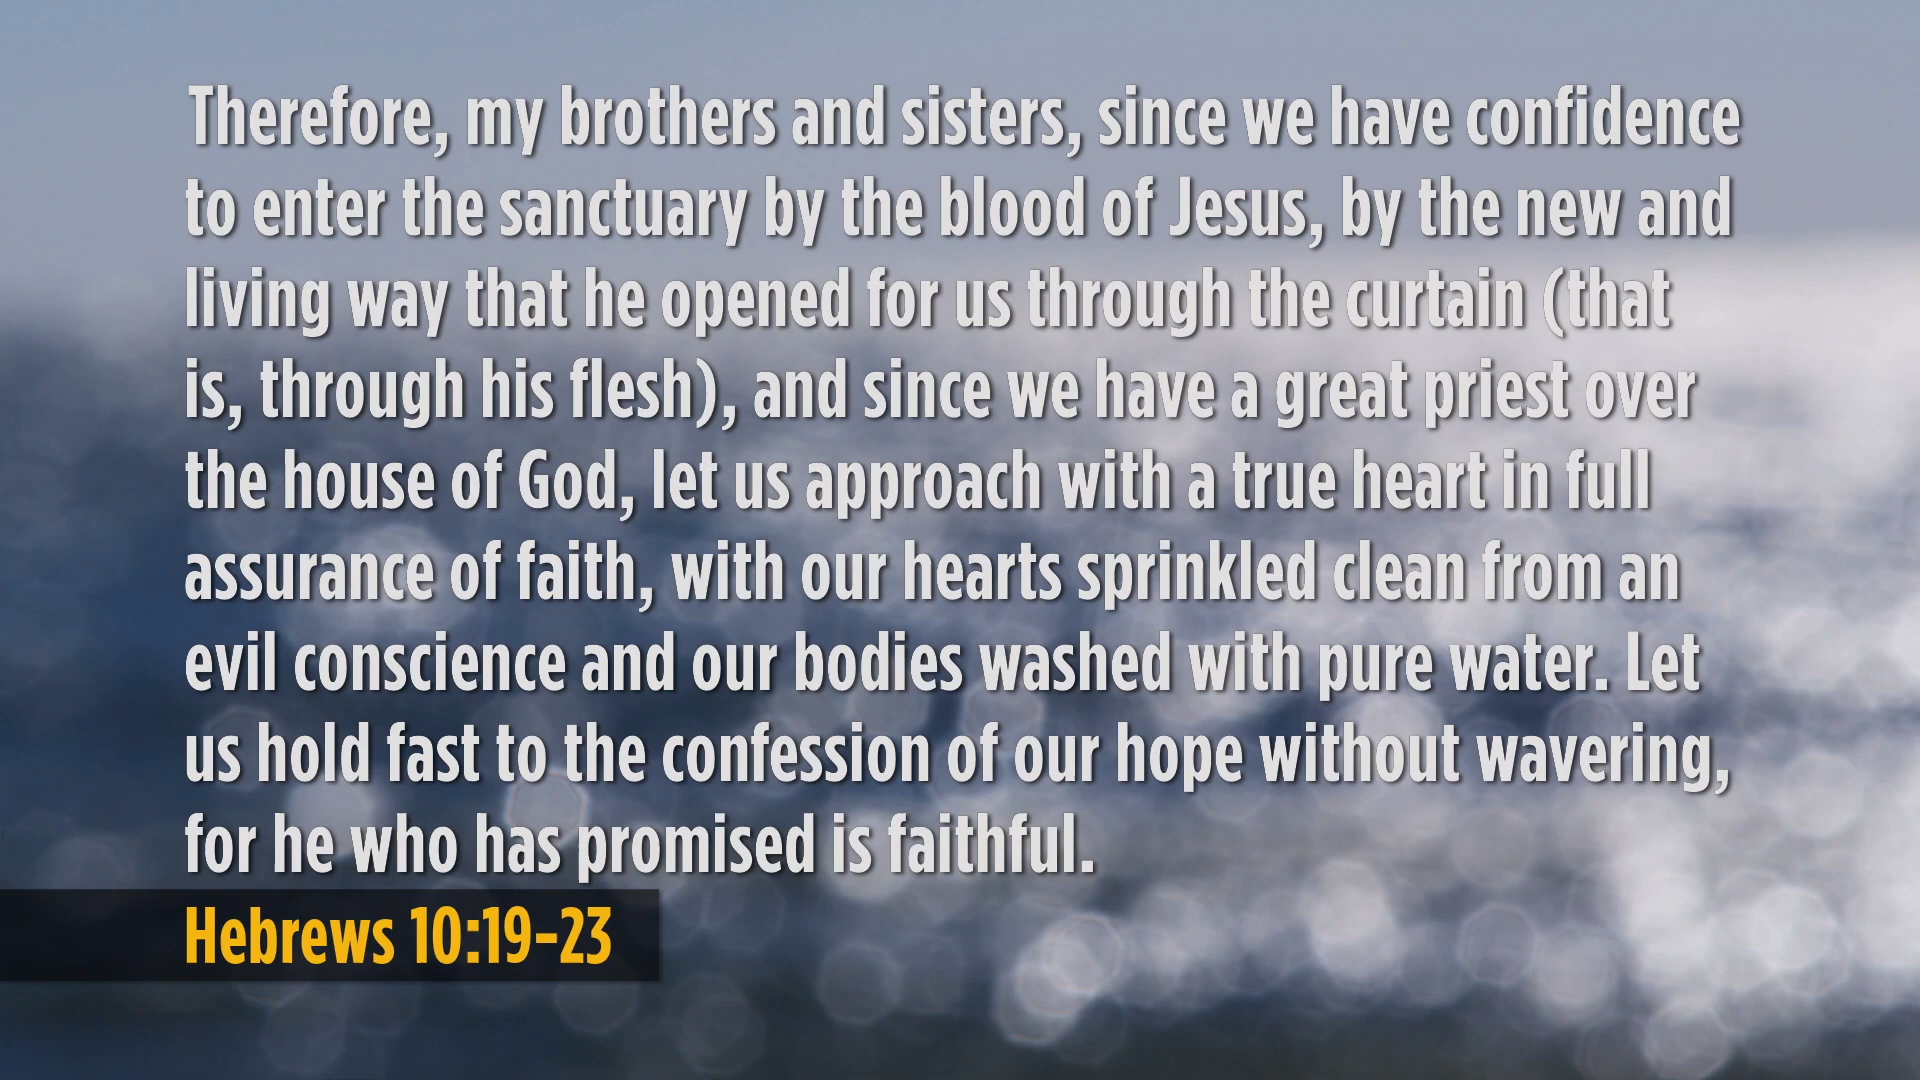 Therefore, my brothers and sisters, since we have confidence
to enter the sanctuary by the blood of Jesus, by the new and
living way that he opened for us through the curtain (that
is, through his flesh), and since we have a great priest over
the house of God, let us approach with a true heart in full
assurance of faith, with our hearts sprinkled clean from an
evil conscience and our bodies washed with pure water. Let
us hold fast to the confession of our hope without wavering,
for he who has promised is faithful.
Hebrews 10:19-23